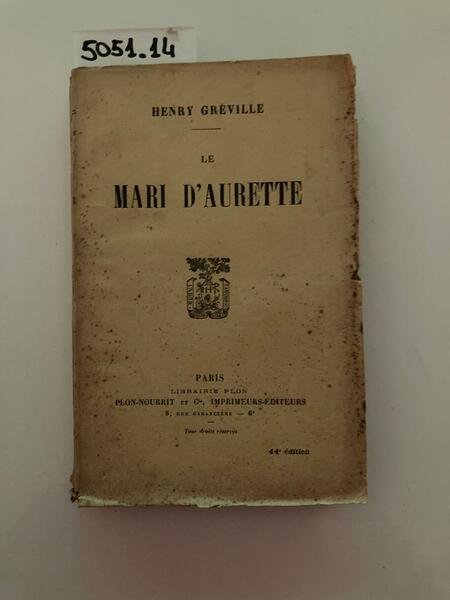 5051.14
HENRY GRÉVILLE
LE
MARI D'AURETTE
PARIS
LIBRAIRIE PLON
PLON-NOURRIT ET Cie, IMPRIMEURS-ÉDITEURS
8, RUE GARANCIÈRE — 6e
Tous droits réservés
44e édition